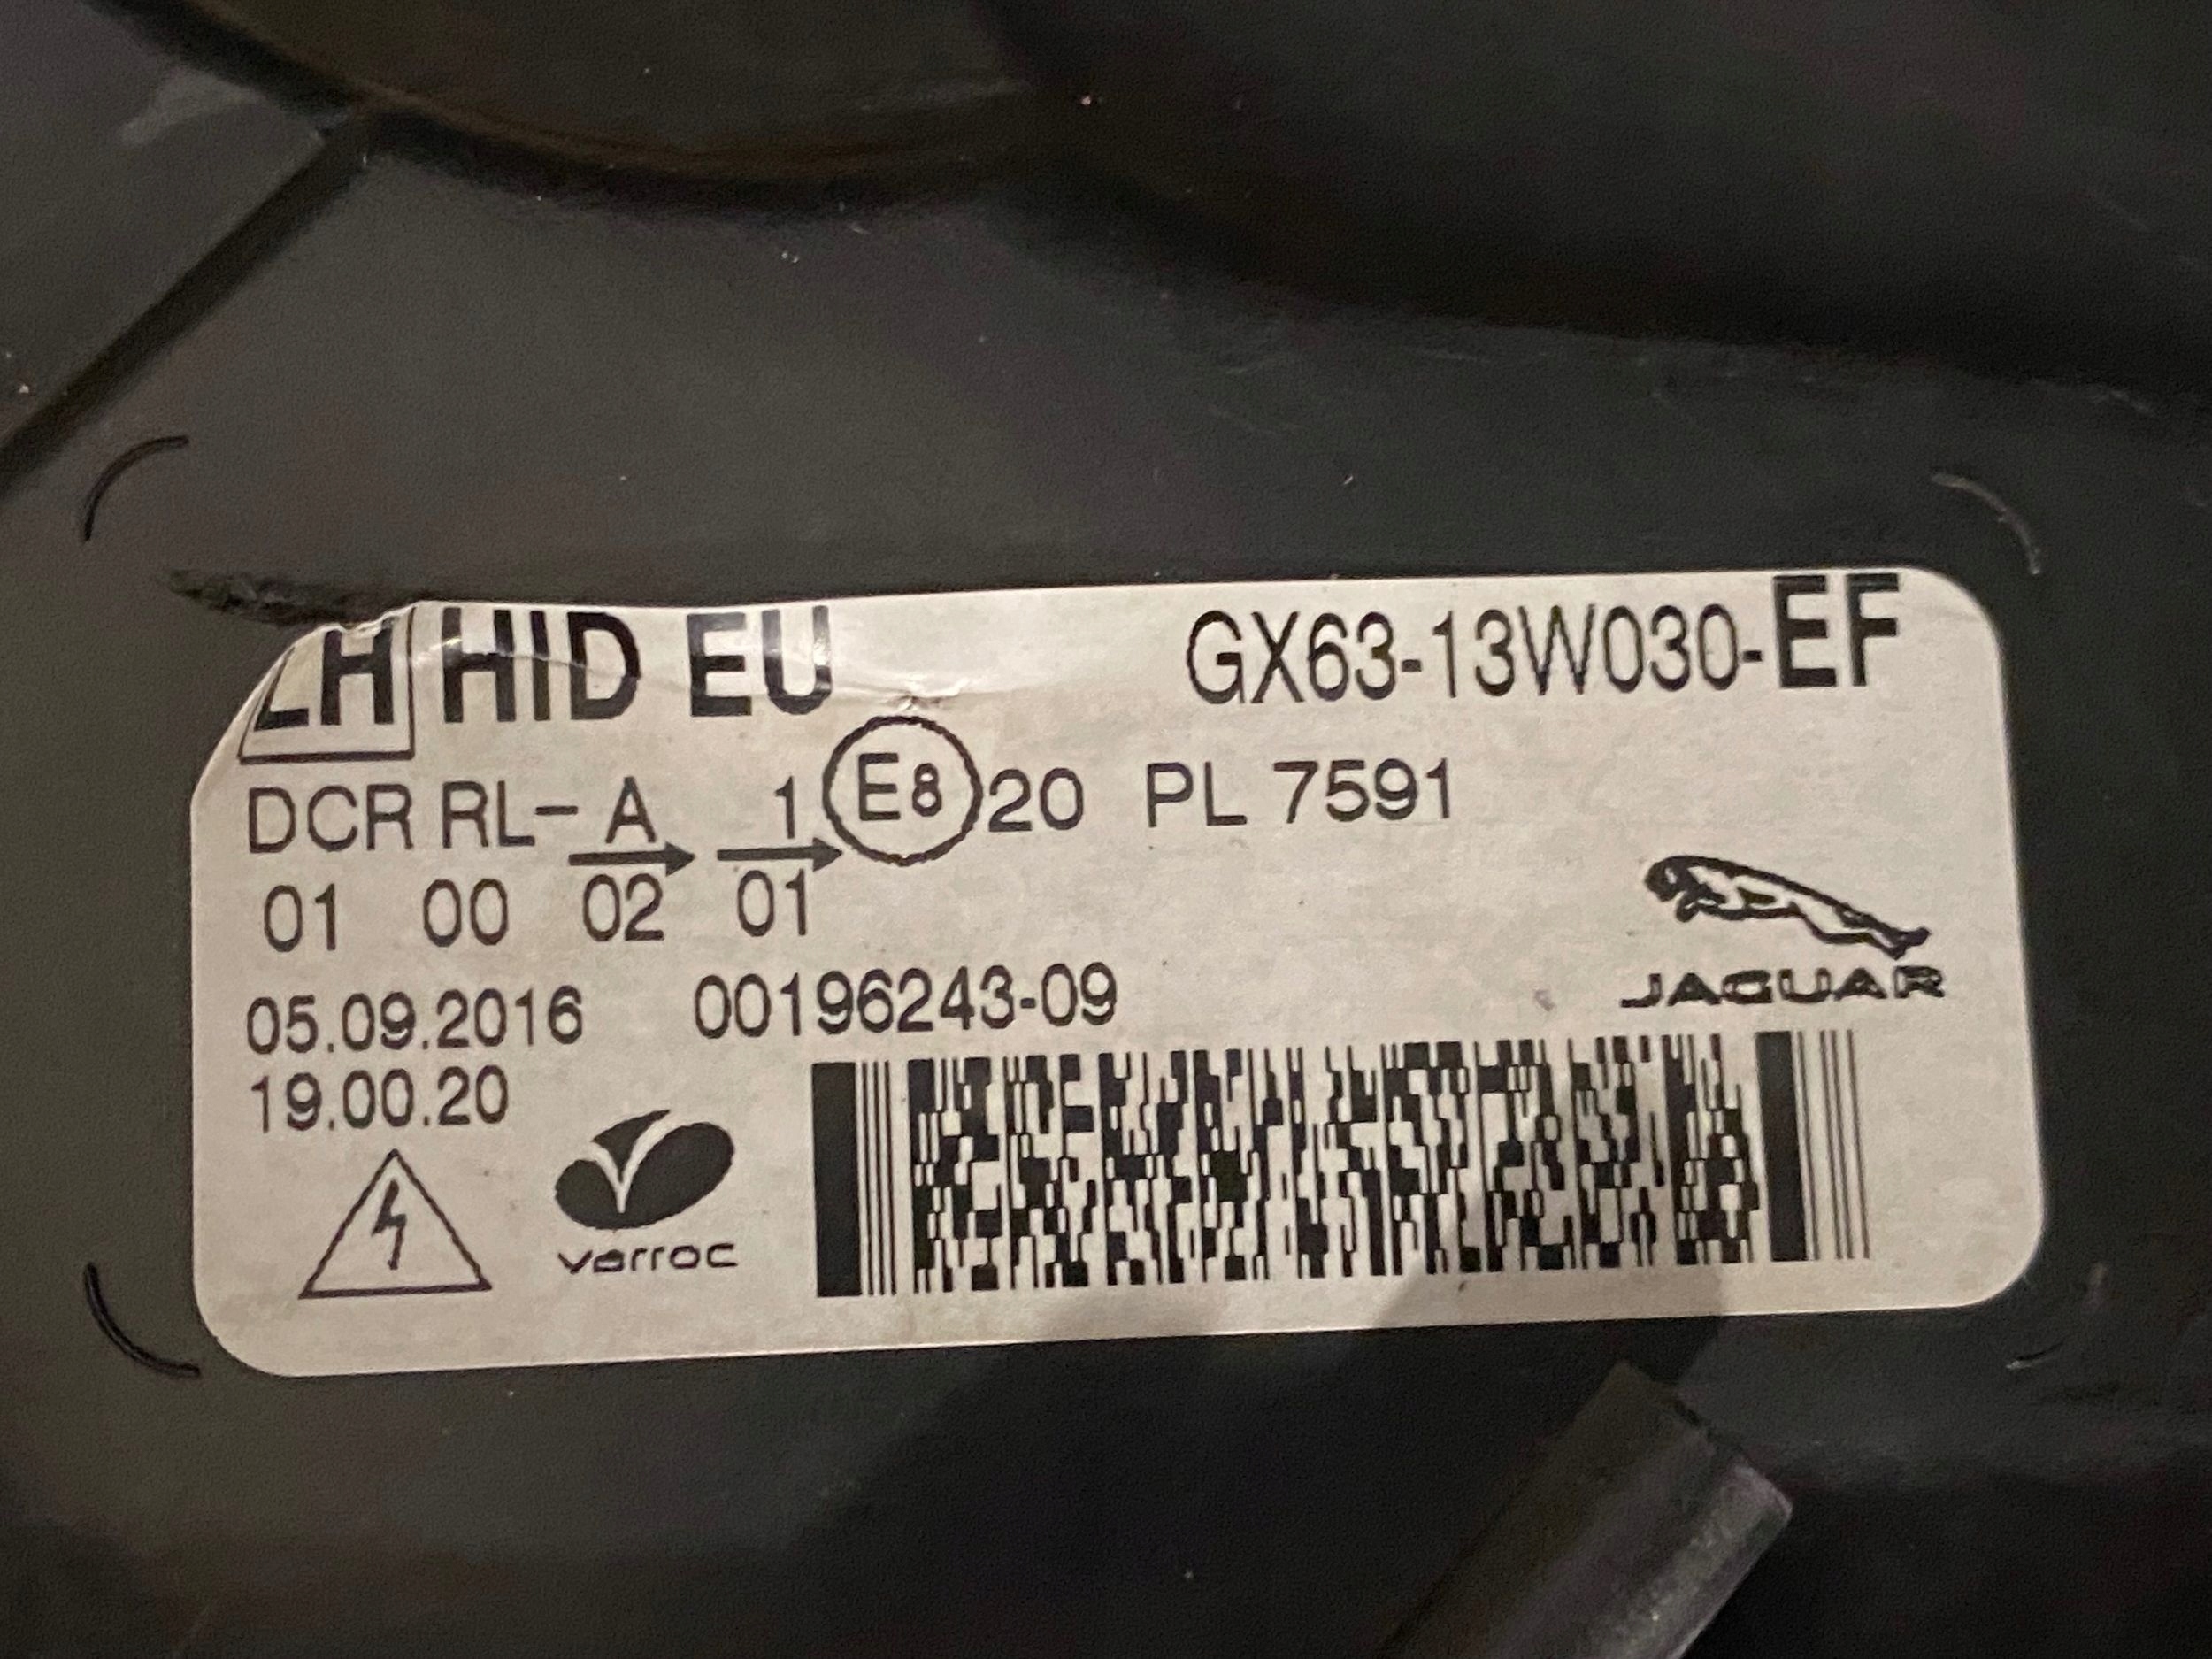 LH HID EU GX63-13W030-EF
DCR RL- A 1 E8 20 PL 7591
01 00 02 01
JAGUAR
05.09.2016 00196243-09
19.00.20
varroc